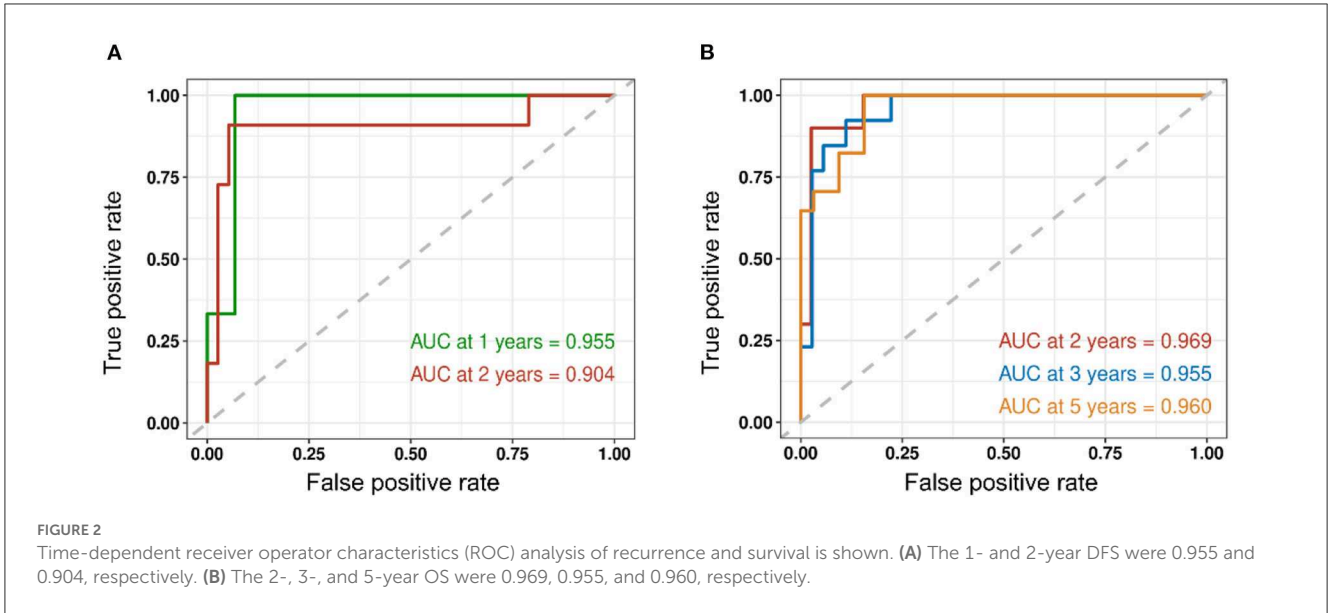 A
True positive rate
1.00
0.75
0.50
0.25
0.00
AUC at 1 years = 0.955
AUC at 2 years = 0.904
0.00 0.25 0.50 0.75 1.00
False positive rate
B
True positive rate
1.00
0.75
0.50
0.25
0.00
AUC at 2 years = 0.969
AUC at 3 years = 0.955
AUC at 5 years = 0.960
0.00 0.25 0.50 0.75 1.00
False positive rate
FIGURE 2
Time-dependent receiver operator characteristics (ROC) analysis of recurrence and survival is shown. (A) The 1- and 2-year DFS were 0.955 and
0.904, respectively. (B) The 2-, 3-, and 5-year OS were 0.969, 0.955, and 0.960, respectively.